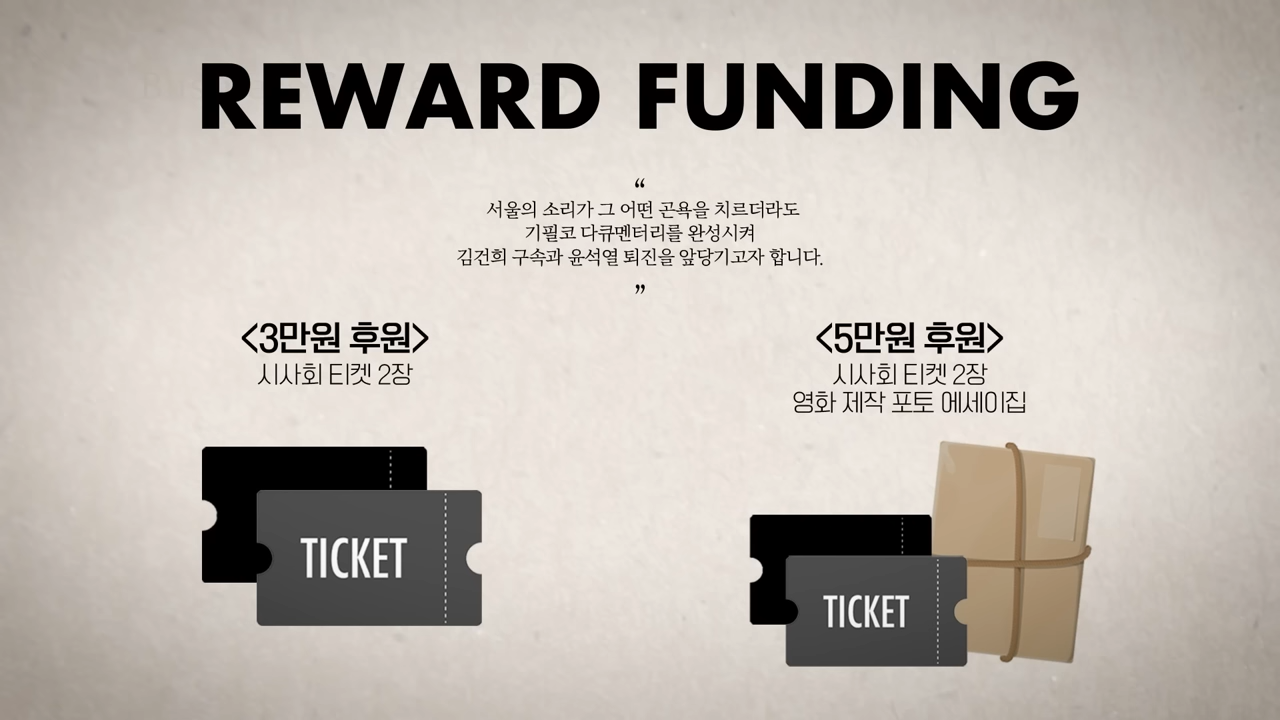 REWARD FUNDING
“
서울의 소리가 그 어떤 곤욕을 치르더라도
기필코 다큐멘터리를 완성시켜
김건희 구속과 윤석열 퇴진을 앞당기고자 합니다.
”
<3만원 후원>
시사회 티켓 2장
<5만원 후원>
시사회 티켓 2장
영화 제작 포토 에세이집
TICKET
TICKET